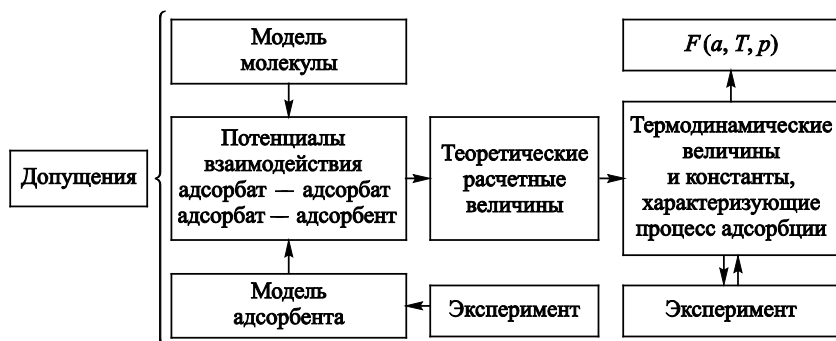 Допущения
Модель
молекулы
Потенциалы
взаимодействия
адсорбат — адсорбат
адсорбат — адсорбент
Модель
адсорбента
Теоретические
расчетные
величины
Эксперимент
F (a, T, p)
Термодинамические
величины
и константы,
характеризующие
процесс адсорбции
Эксперимент